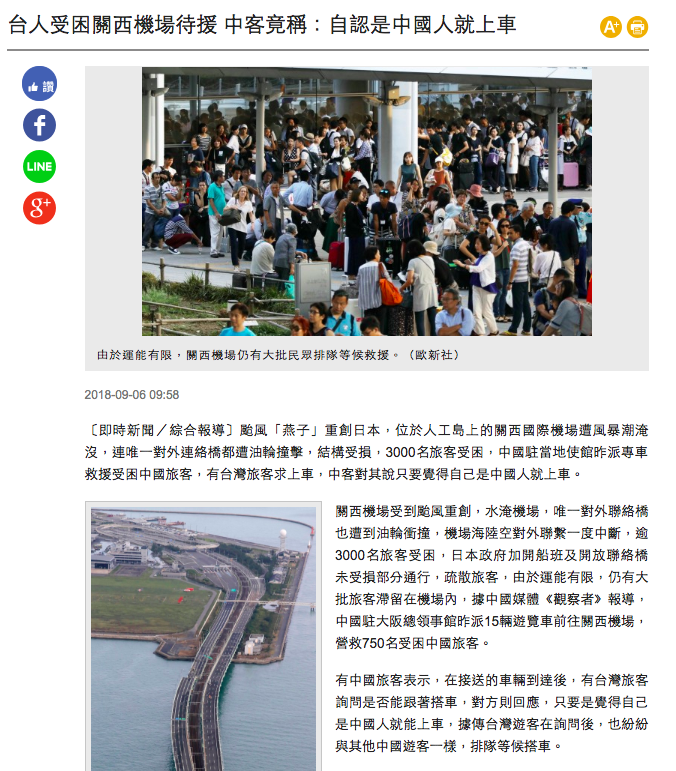 台人受困關西機場待援 中客竟稱：自認是中國人就上車
A+
讚
LINE
g+
由於運能有限，關西機場仍有大批民眾排隊等候救援。（歐新社）
2018-09-06 09:58
〔即時新聞／綜合報導〕颱風「燕子」重創日本，位於人工島上的關西國際機場遭風暴潮淹
沒，連唯一對外連絡橋都遭油輪撞擊，結構受損，3000名旅客受困，中國駐當地使館昨派專車
救援受困中國旅客，有台灣旅客求上車，中客對其說只要覺得自己是中國人就上車。
關西機場受到颱風重創，水淹機場，唯一對外聯絡橋
也遭到油輪衝撞，機場海陸空對外聯繫一度中斷，逾
3000名旅客受困，日本政府加開船班及開放聯絡橋
未受損部分通行，疏散旅客，由於運能有限，仍有大
批旅客滯留在機場內，據中國媒體《觀察者》報導，
中國駐大阪總領事館昨派15輛遊覽車前往關西機場，
營救750名受困中國旅客。
有中國旅客表示，在接送的車輛到達後，有台灣旅客
詢問是否能跟著搭車，對方則回應，只要是覺得自己
是中國人就能上車，據傳台灣遊客在詢問後，也紛紛
與其他中國遊客一樣，排隊等候搭車。